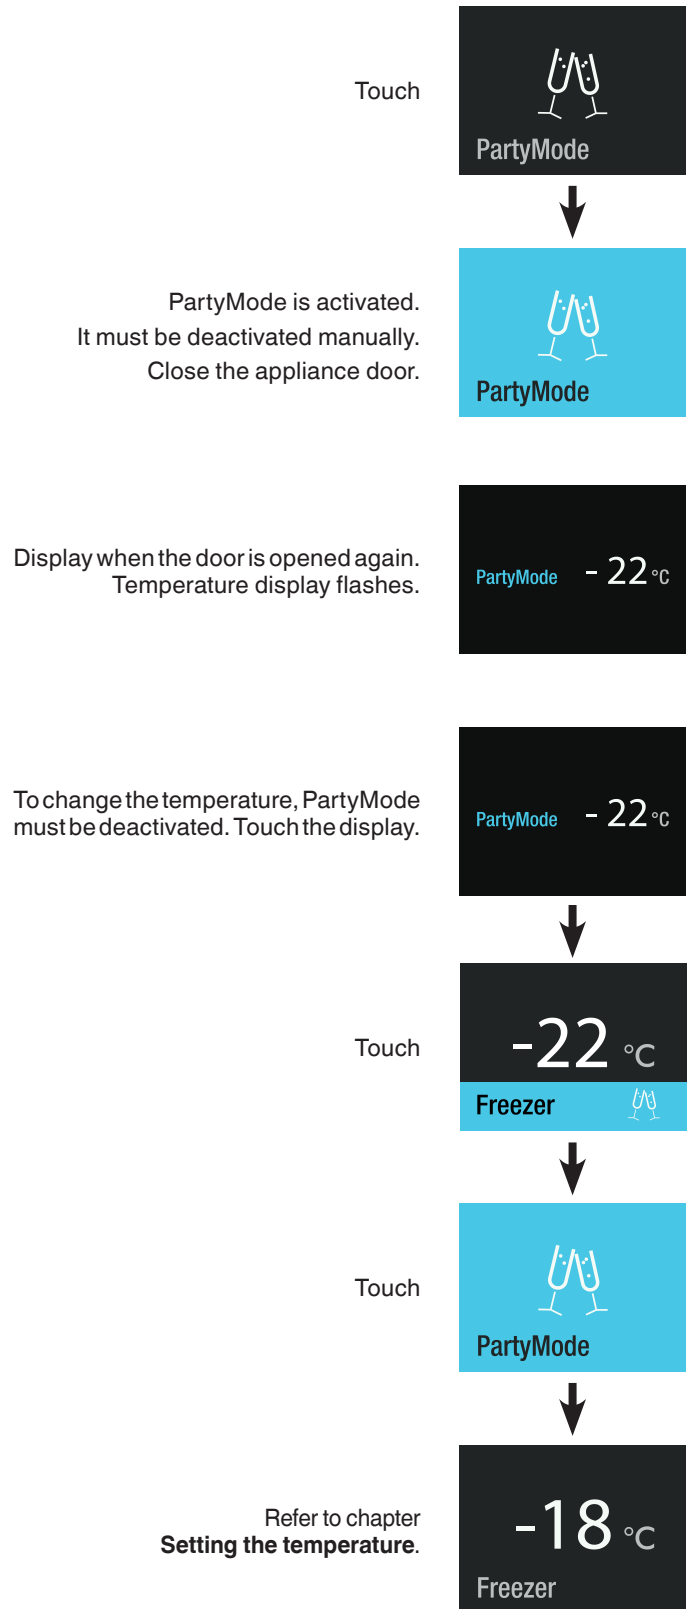 Touch
PartyMode
PartyMode is activated.
It must be deactivated manually.
Close the appliance door.
PartyMode
Display when the door is opened again.
Temperature display flashes.
PartyMode - 22 °C
To change the temperature, PartyMode
must be deactivated. Touch the display.
PartyMode - 22 °C
Touch
-22 °C
Freezer
Touch
PartyMode
Refer to chapter
Setting the temperature.
-18 °C
Freezer